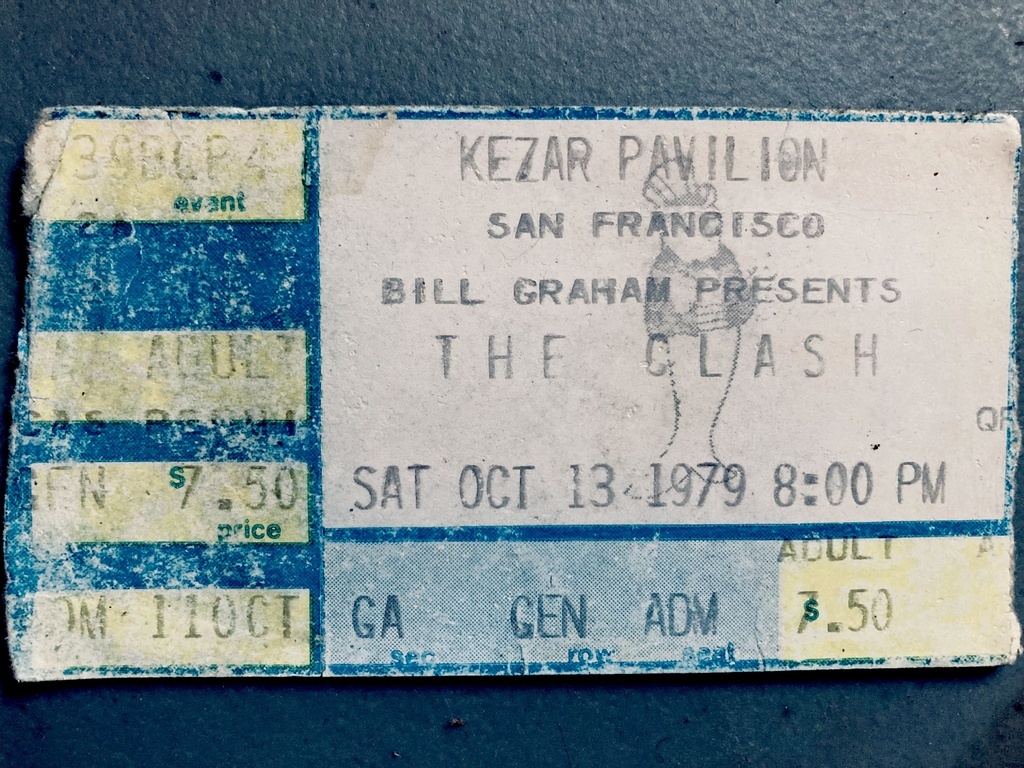 event
ADULT
$7.50
price
11OCT
KEZAR PAVILION
SAN FRANCISCO
BILL GRAHAM PRESENTS
THE CLASH
SAT OCT 13 1979 8:00 PM
ADULT
GA GEN ADM $7.50
sec row seat